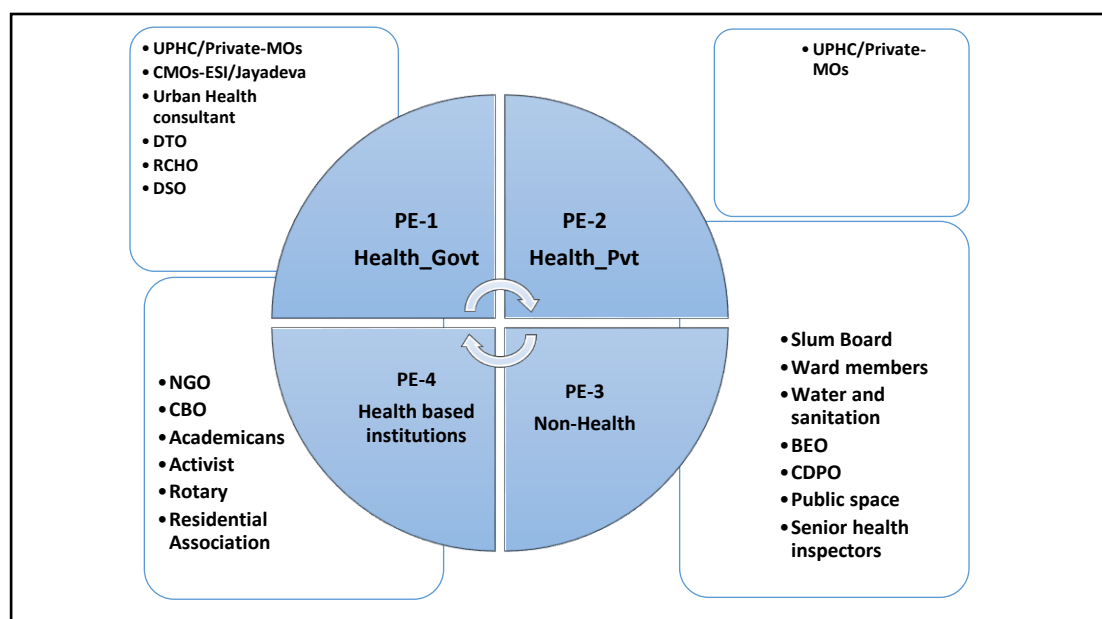 • UPHC/Private-MOs
• CMOs-ESI/Jayadeva
• Urban Health
consultant
• DTO
• RCHO
• DSO
• UPHC/Private-
MOs
PE-1
Health_Govt
PE-2
Health_Pvt
PE-4
Health based
institutions
PE-3
Non-Health
• NGO
• CBO
• Academicans
• Activist
• Rotary
• Residential
Association
• Slum Board
• Ward members
• Water and
sanitation
• BEO
• CDPO
• Public space
• Senior health
inspectors